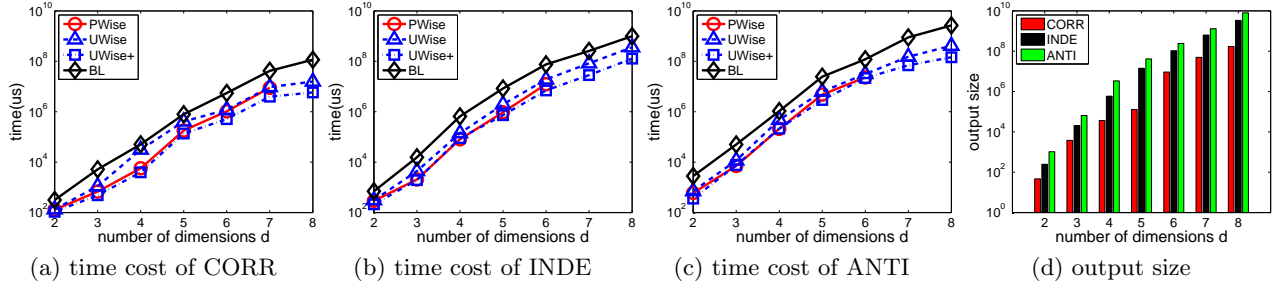 PWise
UWise
UWise+
BL
time(us)
10^10
10^8
10^6
10^4
10^2
2 3 4 5 6 7 8
number of dimensions d
(a) time cost of CORR
PWise
UWise
UWise+
BL
time(us)
10^10
10^8
10^6
10^4
10^2
2 3 4 5 6 7 8
number of dimensions d
(b) time cost of INDE
PWise
UWise
UWise+
BL
time(us)
10^10
10^8
10^6
10^4
10^2
2 3 4 5 6 7 8
number of dimensions d
(c) time cost of ANTI
CORR
INDE
ANTI
output size
10^10
10^8
10^6
10^4
10^2
10^0
2 3 4 5 6 7 8
number of dimensions d
(d) output size